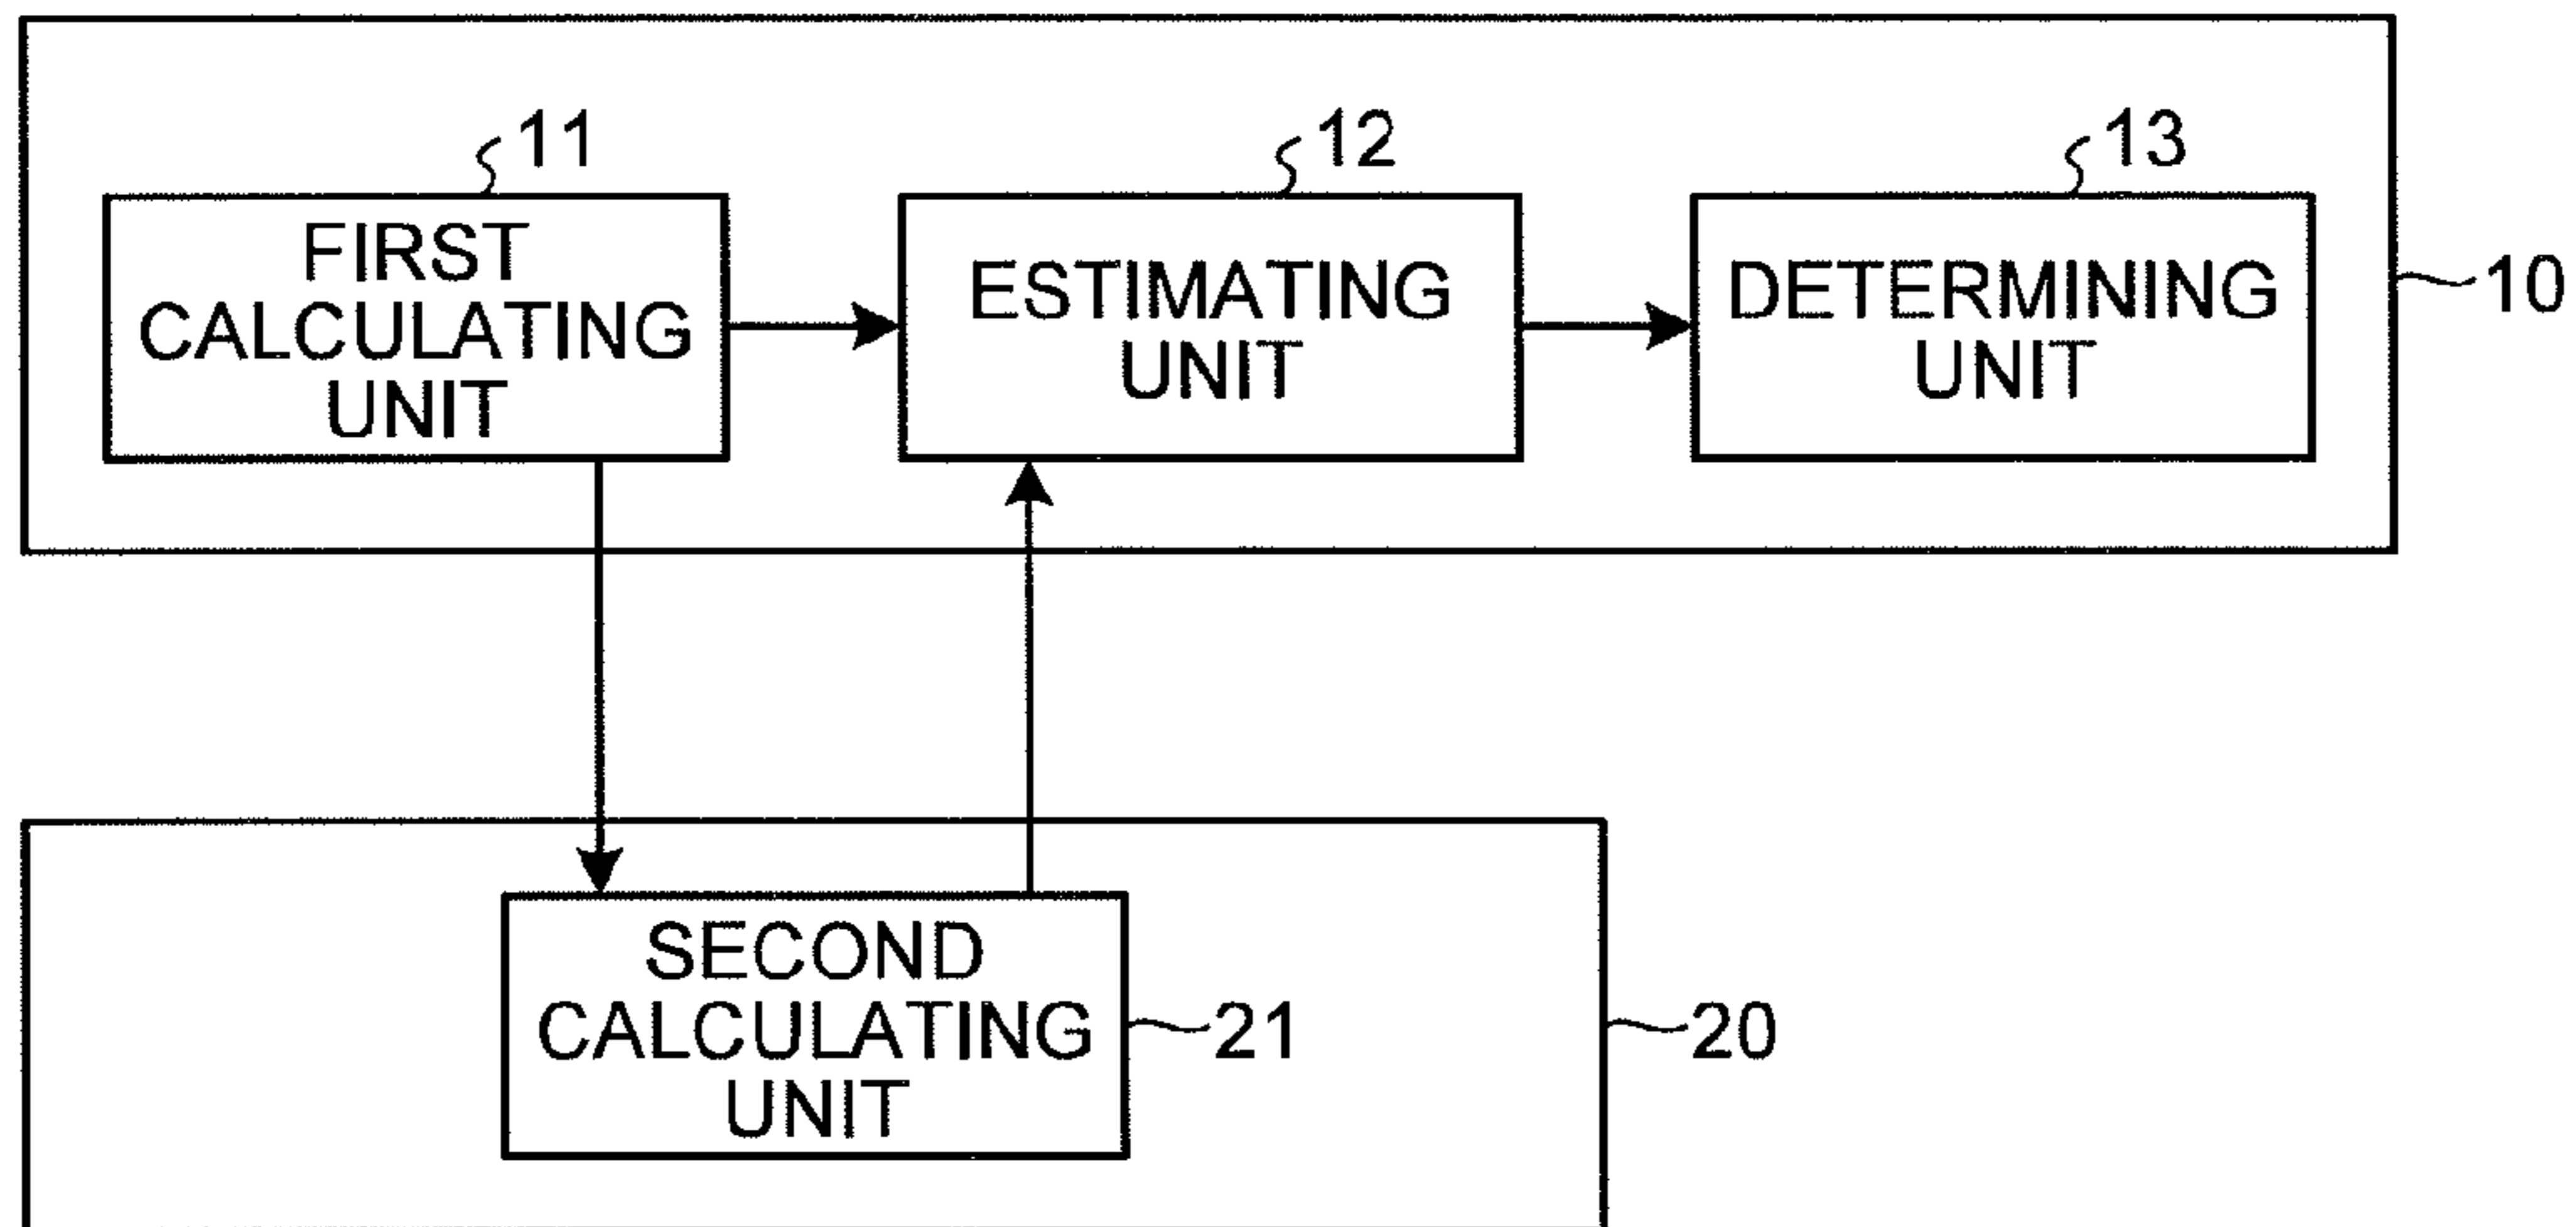 11
12
13
FIRST
CALCULATING
UNIT
ESTIMATING
UNIT
DETERMINING
UNIT
10
SECOND
CALCULATING
UNIT
21
20